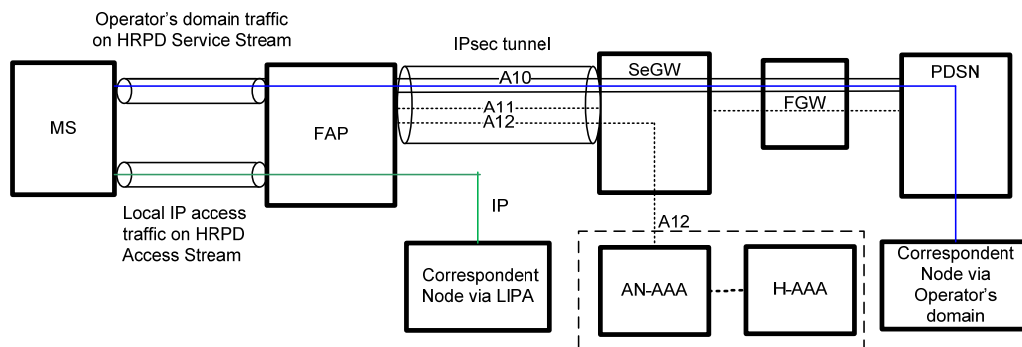 Operator's domain traffic
on HRPD Service Stream
IPsec tunnel
MS
FAP
A10
A11
A12
SeGW
FGW
PDSN
Local IP access
traffic on HRPD
Access Stream
IP
A12
Correspondent
Node via LIPA
AN-AAA
H-AAA
Correspondent
Node via
Operator's
domain